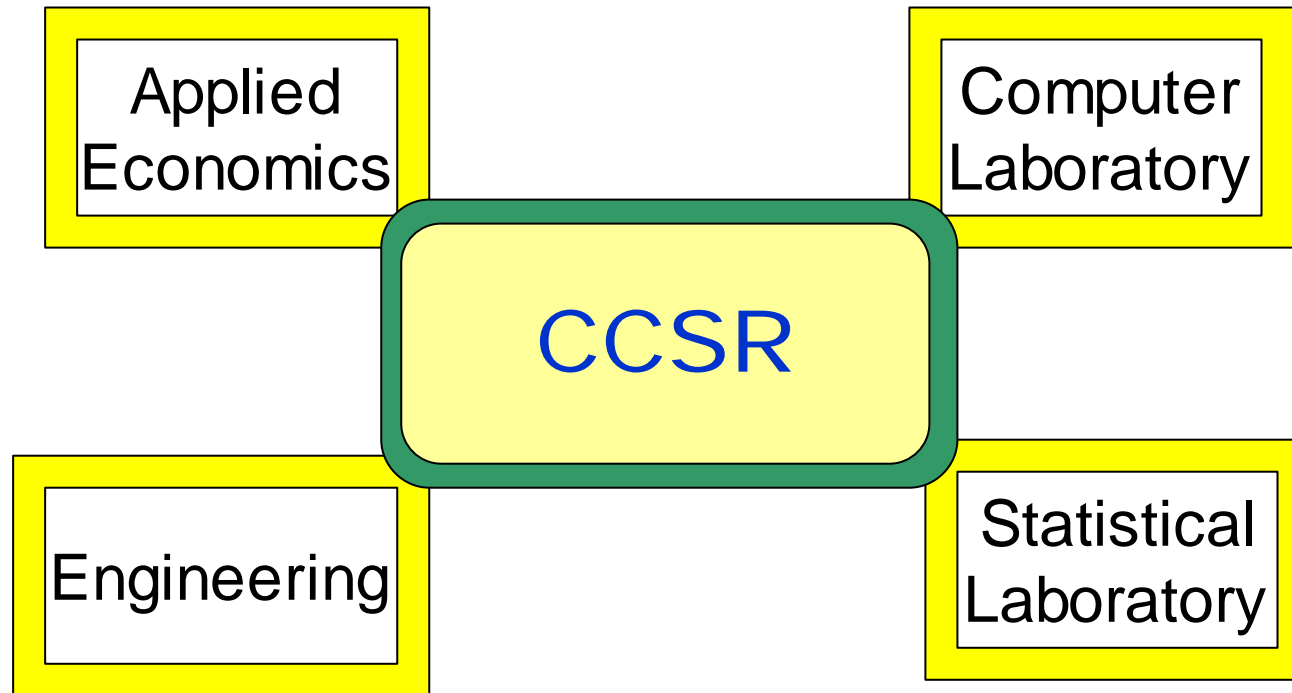 Applied
Economics
Computer
Laboratory
CCSR
Engineering
Statistical
Laboratory